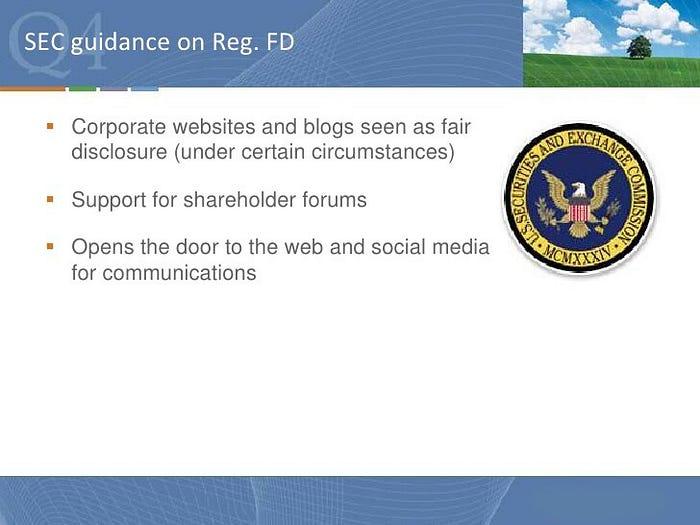 Q4
SEC guidance on Reg. FD
Corporate websites and blogs seen as fair
disclosure (under certain circumstances)
Support for shareholder forums
Opens the door to the web and social media
for communications
U.S. SECURITIES AND EXCHANGE COMMISSION
MCMXXXIV